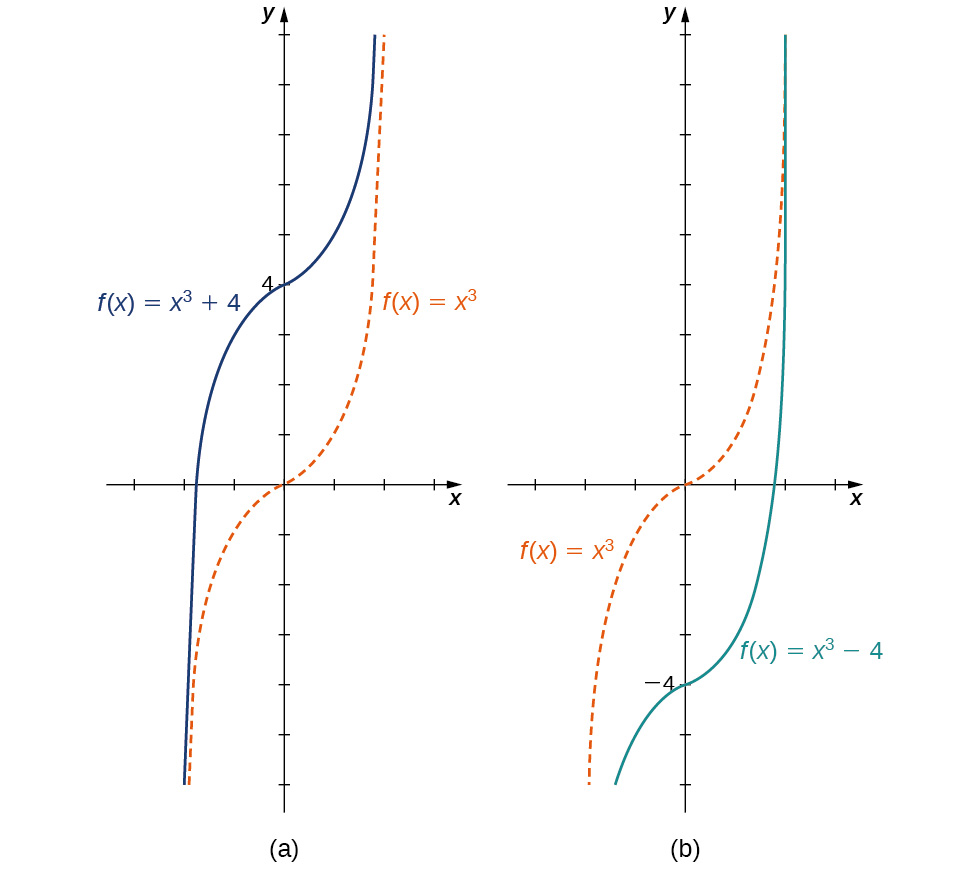 y
4
f(x) = x³ + 4
f(x) = x³
x
(a)
y
x
f(x) = x³
f(x) = x³ − 4
−4
(b)